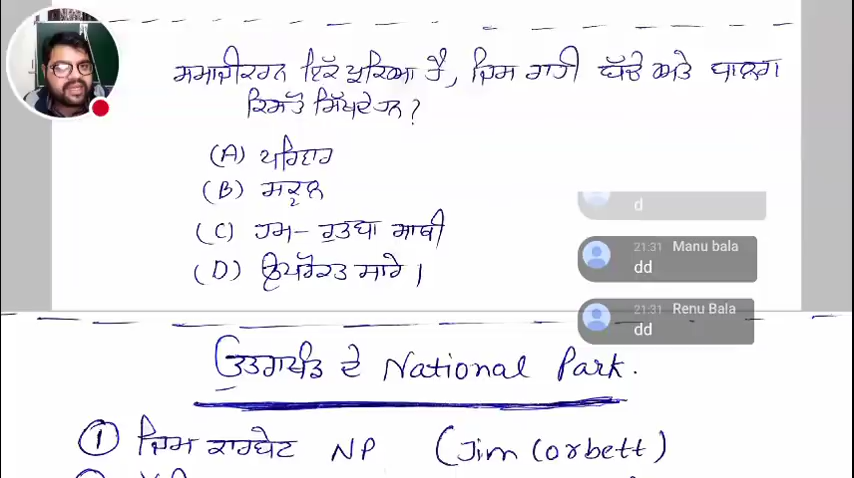 ਸਮਾਜੀਕਰਨ ਇੱਕ ਪ੍ਰਕਿਰਿਆ ਹੈ, ਜਿਸ ਰਾਹੀਂ ਬੱਚੇ ਅਤੇ ਬਾਲਗ
ਕਿਸਤੋਂ ਸਿੱਖਦੇ ਹਨ?
(A) ਪਰਿਵਾਰ
(B) ਸਕੂਲ
(C) ਹਮ-ਰੁਤਬਾ ਸਾਥੀ
(D) ਉਪਰੋਕਤ ਸਾਰੇ।
d
21:31 Manu bala
dd
21:31 Renu Bala
dd
ਉਤਰਾਖੰਡ ਦੇ National Park.
① ਜਿਮ ਕਾਰਬੇਟ NP (Jim Corbett)